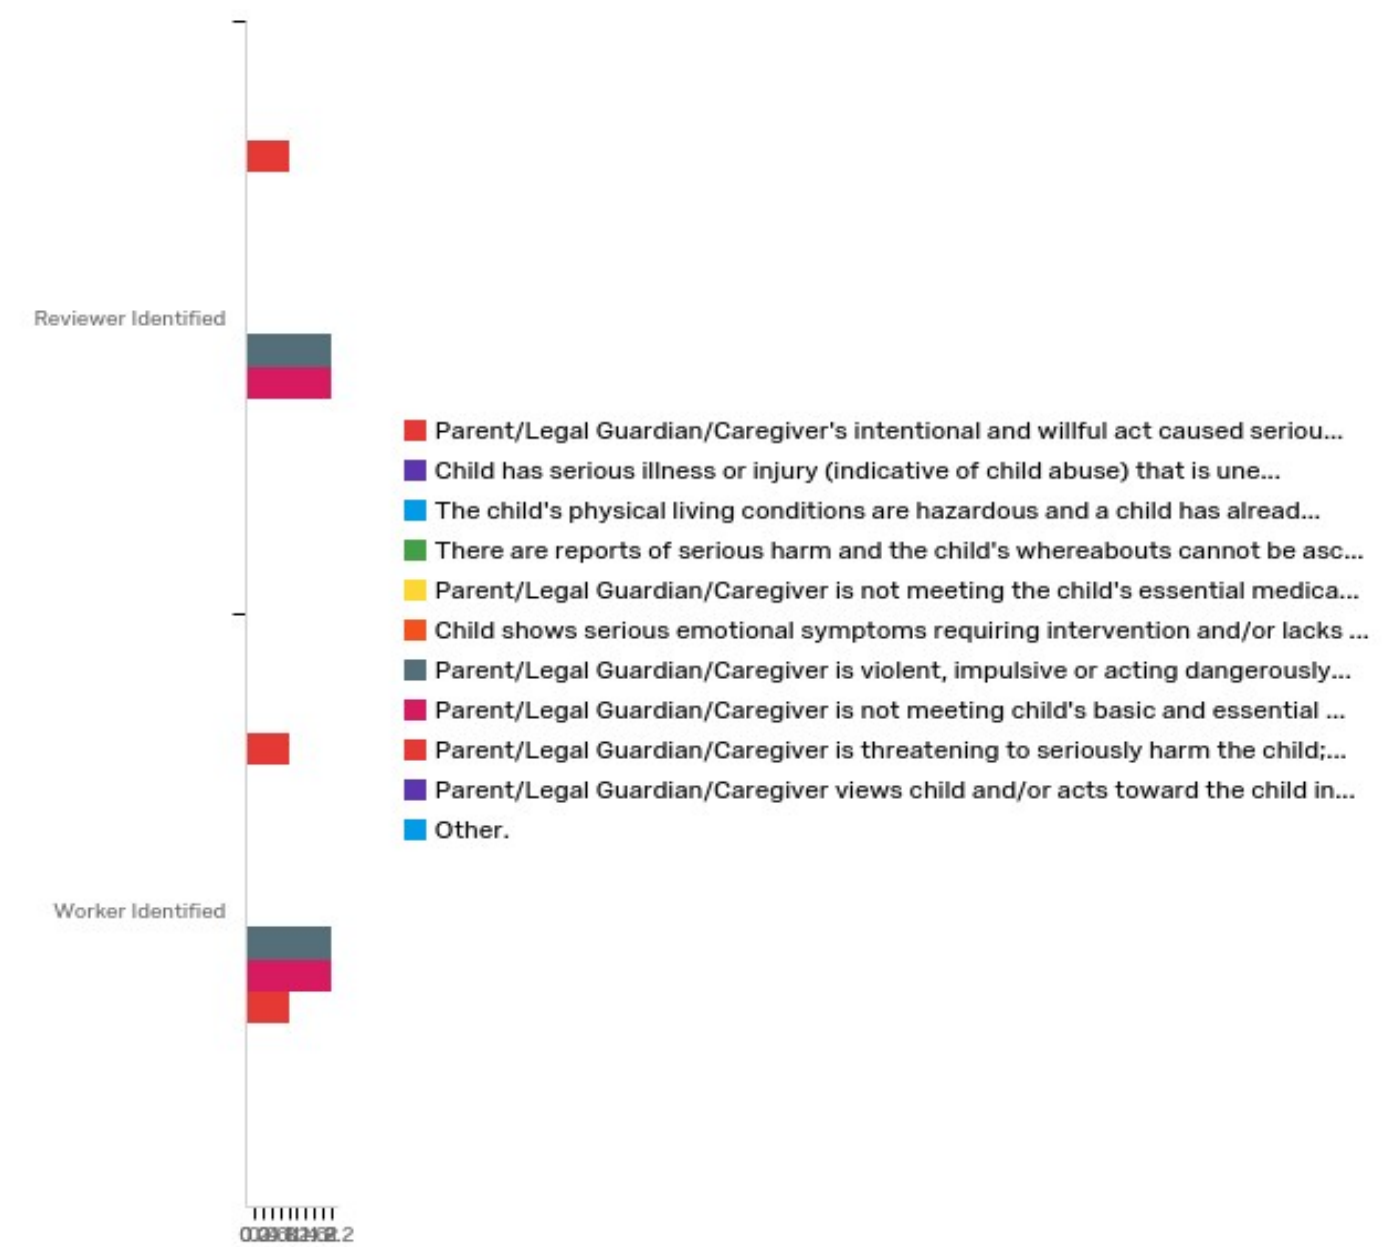 Reviewer Identified
Parent/Legal Guardian/Caregiver's intentional and willful act caused seriou...
Child has serious illness or injury (indicative of child abuse) that is une...
The child's physical living conditions are hazardous and a child has alread...
There are reports of serious harm and the child's whereabouts cannot be asc...
Parent/Legal Guardian/Caregiver is not meeting the child's essential medica...
Child shows serious emotional symptoms requiring intervention and/or lacks ...
Parent/Legal Guardian/Caregiver is violent, impulsive or acting dangerously...
Parent/Legal Guardian/Caregiver is not meeting child's basic and essential ...
Parent/Legal Guardian/Caregiver is threatening to seriously harm the child;...
Parent/Legal Guardian/Caregiver views child and/or acts toward the child in...
Other.
Worker Identified